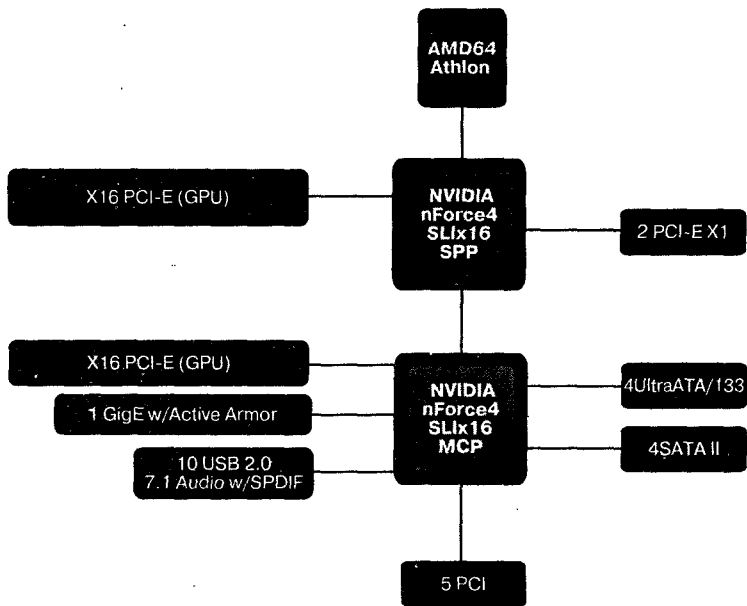 AMD64
Athlon
X16 PCI-E (GPU)
NVIDIA
nForce4
SLIx16
SPP
2 PCI-E X1
X16 PCI-E (GPU)
1 GigE w/Active Armor
10 USB 2.0
7.1 Audio w/SPDIF
NVIDIA
nForce4
SLIx16
MCP
4UltraATA/133
4SATA II
5 PCI